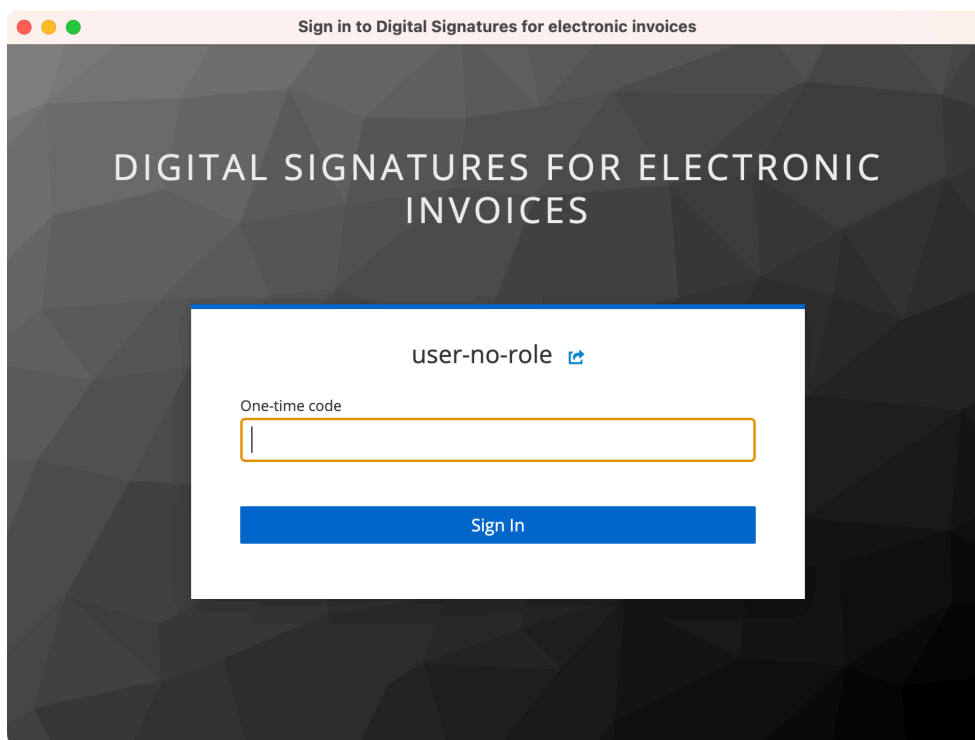 Sign in to Digital Signatures for electronic invoices
DIGITAL SIGNATURES FOR ELECTRONIC
INVOICES
user-no-role
One-time code
Sign In